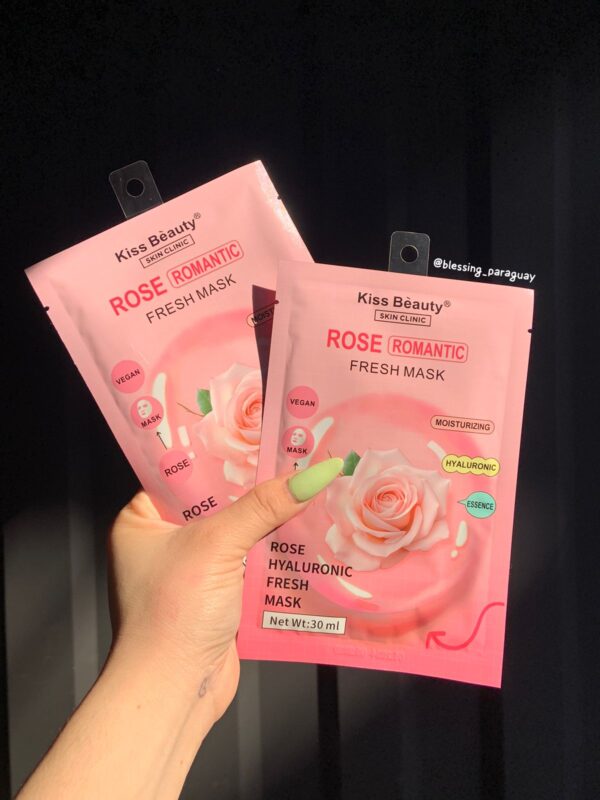 Kiss Bèauty®
SKIN CLINIC
ROSE ROMANTIC
FRESH MASK
VEGAN
MASK
ROSE
ROSE
@blessing_paraguay
Kiss Bèauty®
SKIN CLINIC
ROSE ROMANTIC
FRESH MASK
VEGAN
MASK
MOISTURIZING
HYALURONIC
ESSENCE
ROSE
HYALURONIC
FRESH
MASK
Net Wt:30 ml